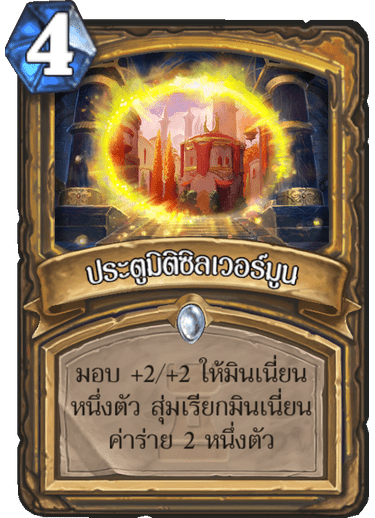 4
ประตูมิติซิลเวอร์มูน
มอบ +2/+2 ให้มินเนี่ยน
หนึ่งตัว สุ่มเรียกมินเนี่ยน
ค่าร่าย 2 หนึ่งตัว